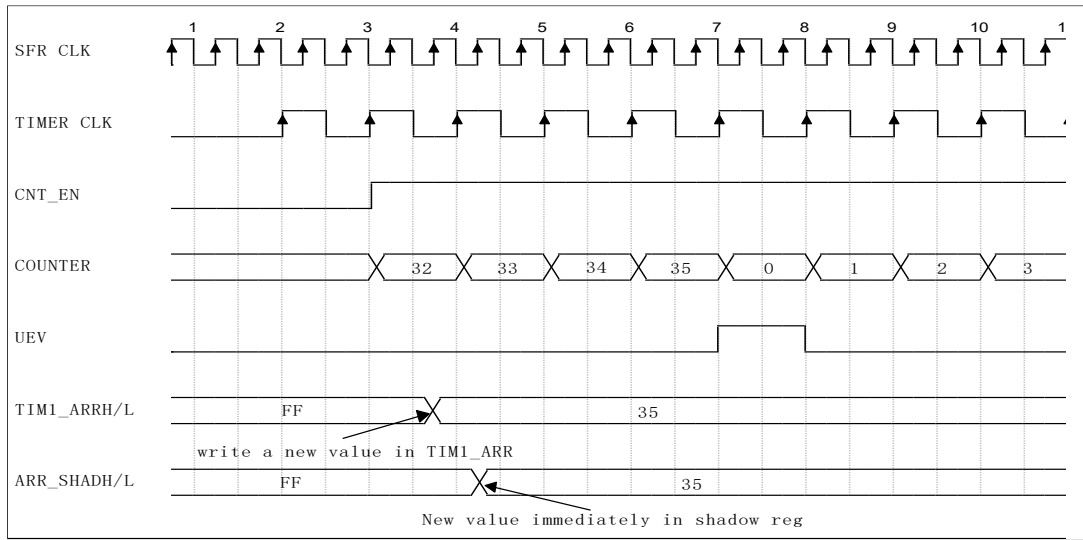 1 2 3 4 5 6 7 8 9 10 1
SFR CLK
TIMER CLK
CNT_EN
COUNTER 32 33 34 35 0 1 2 3
UEV
TIM1_ARRH/L FF 35
write a new value in TIM1_ARR
ARR_SHADH/L FF 35
New value immediately in shadow reg